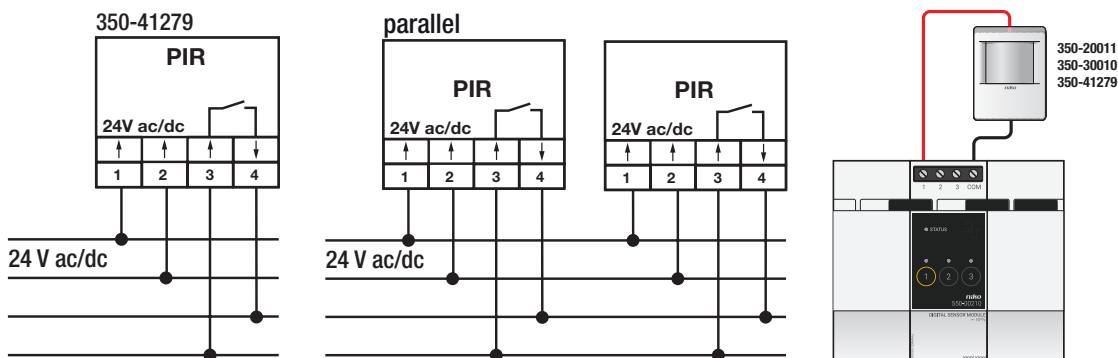 350-41279
PIR
24V ac/dc
1 2 3 4
24 V ac/dc
parallel
PIR
24V ac/dc
1 2 3 4
PIR
24V ac/dc
1 2 3 4
24 V ac/dc
350-20011
350-30010
350-41279
niko
1 2 3 COM
STATUS
1 2 3
niko
550-00210
DIGITAL SENSOR MODULE